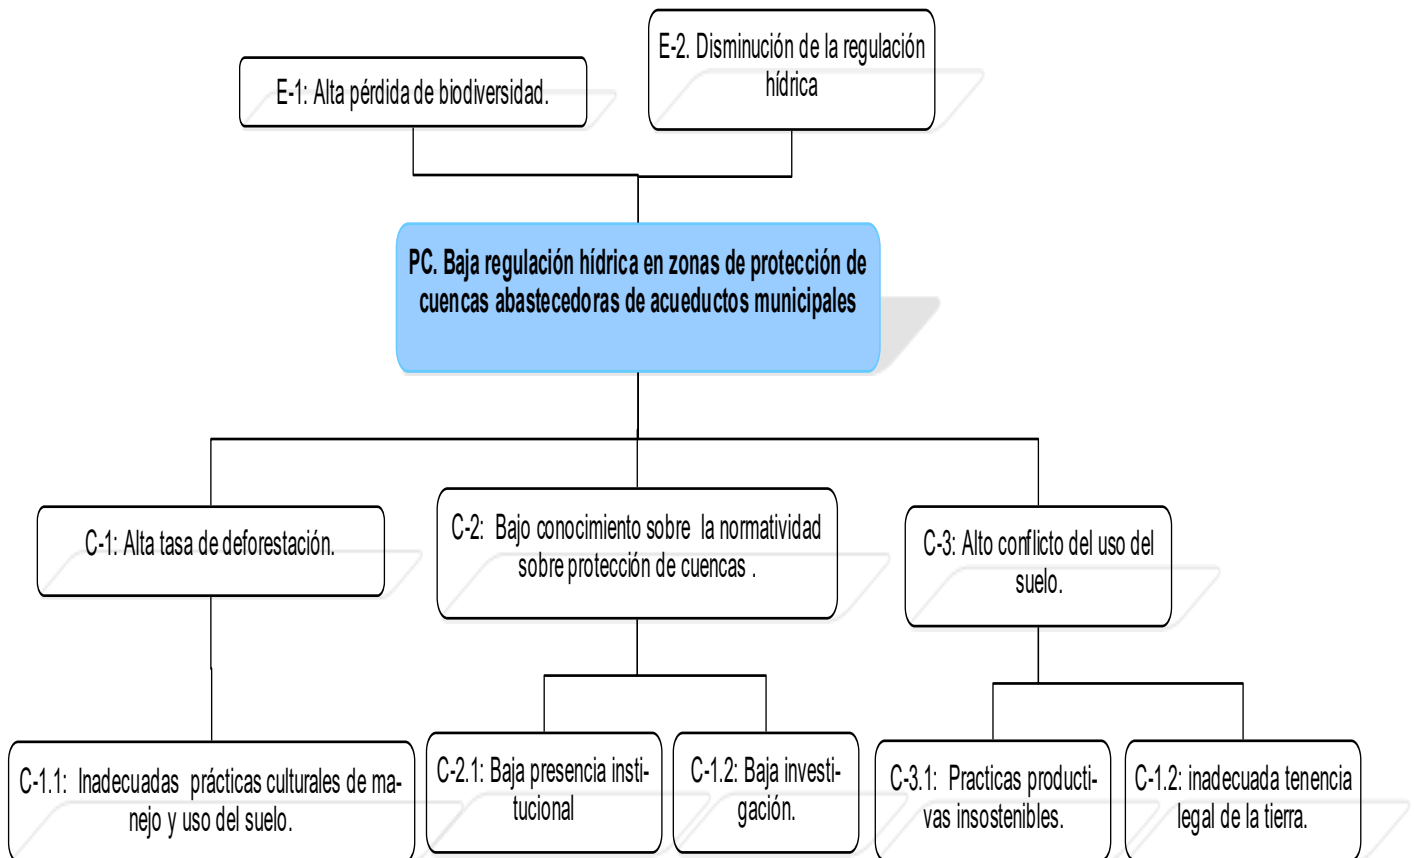 E-2. Disminución de la regulación
hídrica
E-1: Alta pérdida de biodiversidad.
PC. Baja regulación hídrica en zonas de protección de
cuencas abastecedoras de acueductos municipales
C-1: Alta tasa de deforestación.
C-2:  Bajo conocimiento sobre  la normatividad
sobre protección de cuencas .
C-3: Alto conflicto del uso del
suelo.
C-1.1:  Inadecuadas  prácticas culturales de ma-
nejo y uso del suelo.
C-2.1: Baja presencia insti-
tucional
C-1.2: Baja investi-
gación.
C-3.1:  Practicas producti-
vas insostenibles.
C-1.2: inadecuada tenencia
legal de la tierra.